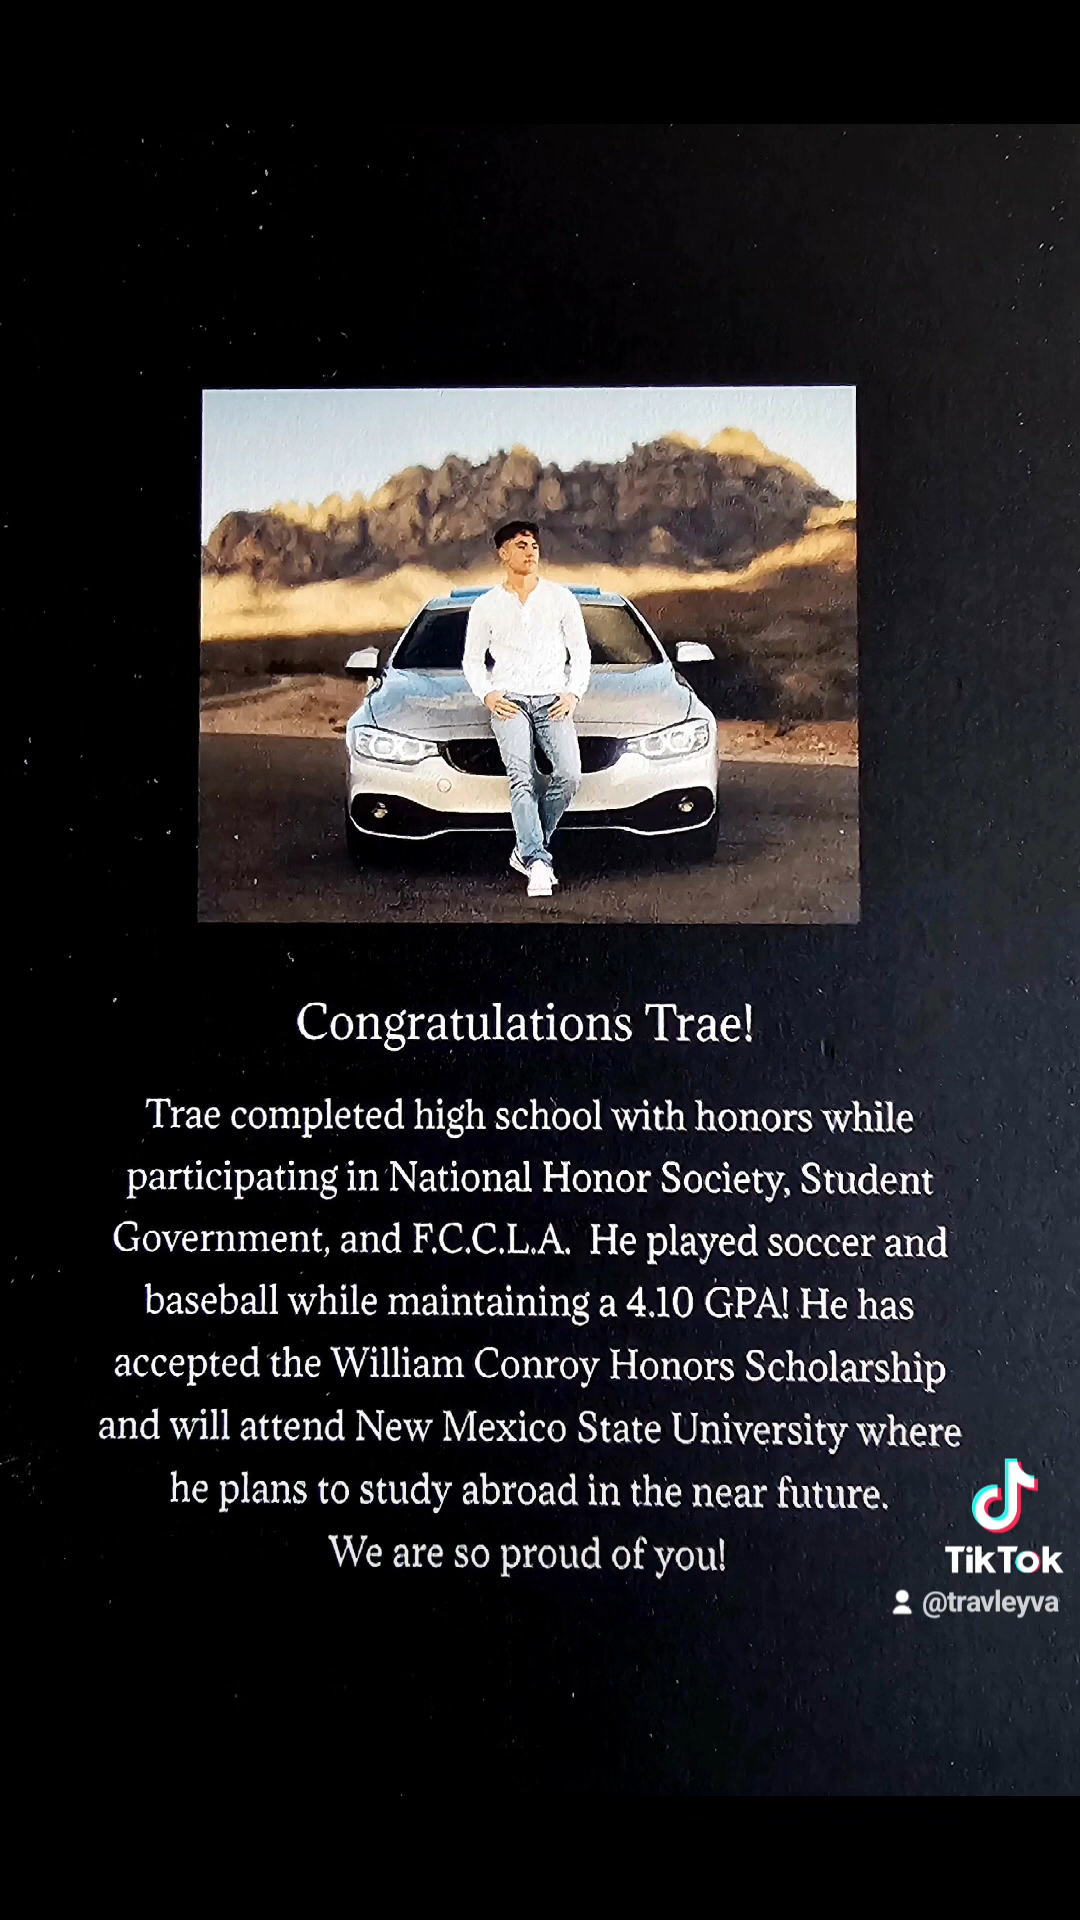 Congratulations Trae!
Trae completed high school with honors while
participating in National Honor Society, Student
Government, and F.C.C.L.A.  He played soccer and
baseball while maintaining a 4.10 GPA! He has
accepted the William Conroy Honors Scholarship
and will attend New Mexico State University where
he plans to study abroad in the near future.
We are so proud of you!
TikTok
@travleyva